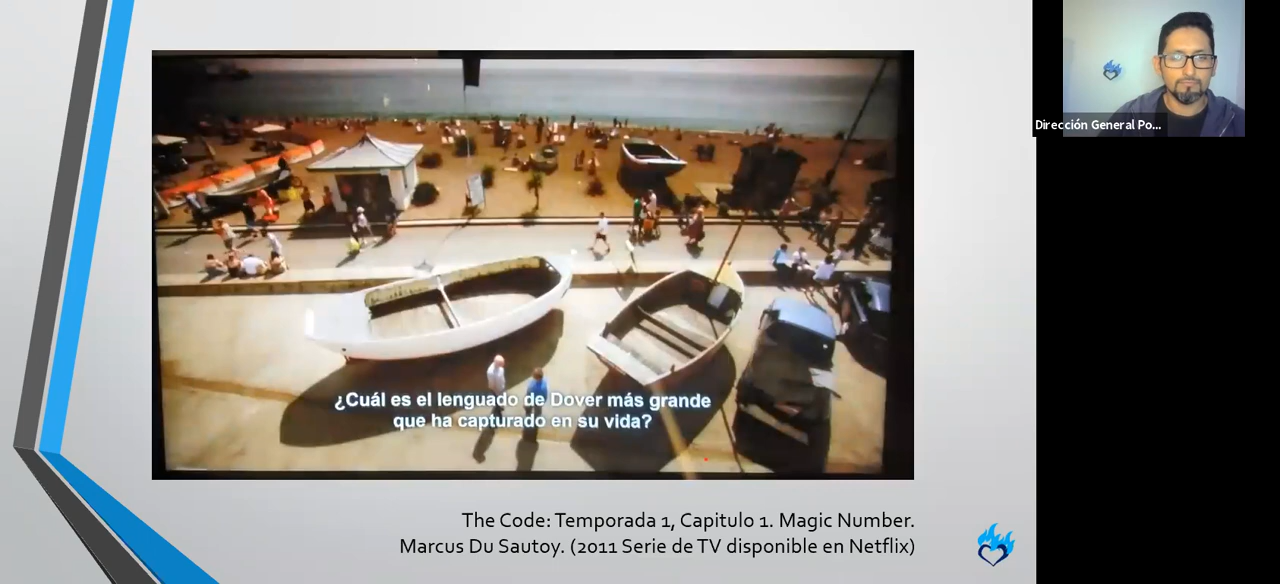 Dirección General Po...
¿Cuál es el lenguado de Dover más grande
que ha capturado en su vida?
The Code: Temporada 1, Capitulo 1. Magic Number.
Marcus Du Sautoy. (2011 Serie de TV disponible en Netflix)